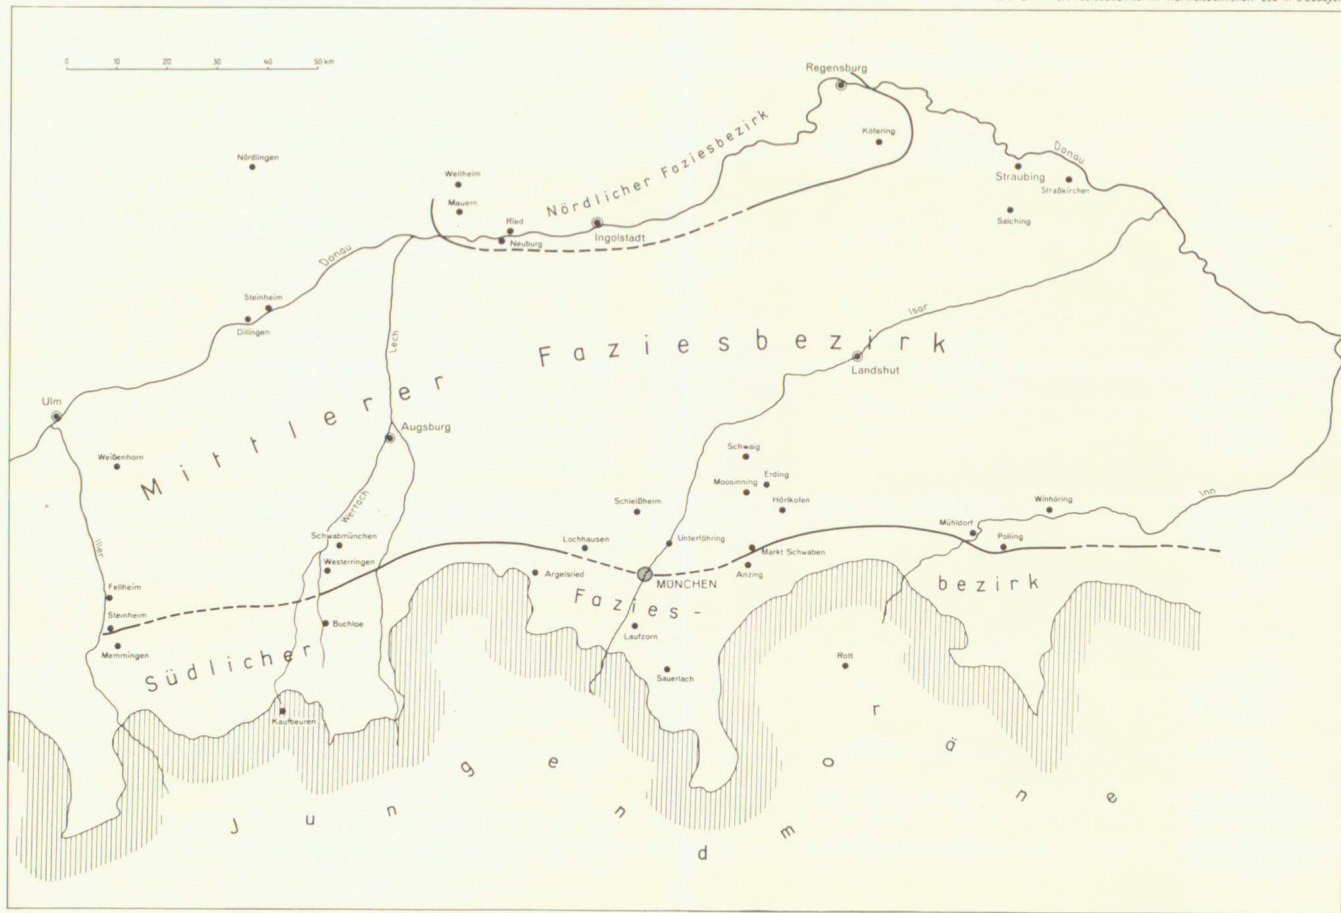 0 10 20 30 40 50 km
Regensburg
Köfering
Donau
Nördlingen
Wellheim
Mauern
Nördlicher Faziesbezirk
Straubing
Straßkirchen
Salching
Ried
Neuburg
Ingolstadt
Donau
Steinheim
Dillingen
Lech
Isar
Mittlerer Faziesbezirk
Landshut
Ulm
Augsburg
Weißenhorn
Schwaig
Erding
Moosinning
Hörlkofen
Schleißheim
Winhöring
Inn
Wertach
Iller
Schwabmünchen
Westerringen
Lochhausen
Unterföhring
Markt Schwaben
Mühldorf
Polling
Argelsried
MÜNCHEN
Anzing
Fellheim
Steinheim
Memmingen
Buchloe
Südlicher Fazies-
bezirk
Laufzorn
Sauerlach
Rott
Kaufbeuren
Jungendmoräne